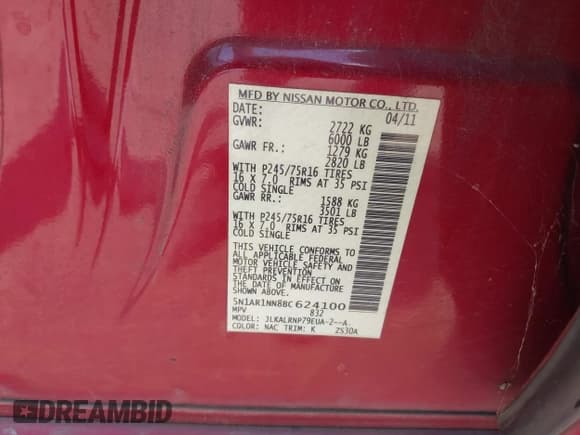 MFD BY NISSAN MOTOR CO., LTD.
DATE: 04/11
GVWR: 2722 KG
6000 LB
GAWR FR.: 1279 KG
2820 LB
WITH P245/75R16 TIRES
16 X 7.0 RIMS AT 35 PSI
COLD SINGLE
GAWR RR.: 1588 KG
3501 LB
WITH P245/75R16 TIRES
16 X 7.0 RIMS AT 35 PSI
COLD SINGLE
THIS VEHICLE CONFORMS TO
ALL APPLICABLE FEDERAL
MOTOR VEHICLE SAFETY AND
THEFT PREVENTION
STANDARDS IN EFFECT ON
THE DATE OF MANUFACTURE
SHOWN ABOVE.
5N1AR1NN8BC624100
MPV 832
MODEL: JLKALRNP79EUA-2--A
COLOR: NAC TRIM: K ZS30A
DREAMBID